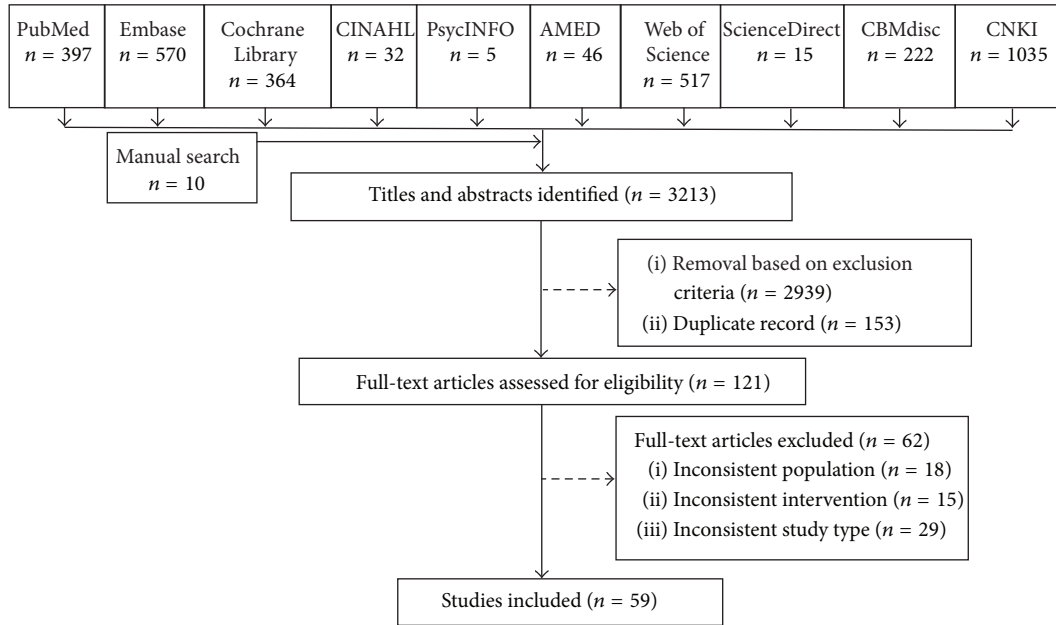 PubMed
n = 397
Embase
n = 570
Cochrane
Library
n = 364
CINAHL
n = 32
PsycINFO
n = 5
AMED
n = 46
Web of
Science
n = 517
ScienceDirect
n = 15
CBMdisc
n = 222
CNKI
n = 1035
Manual search
n = 10
Titles and abstracts identified (n = 3213)
(i) Removal based on exclusion
criteria (n = 2939)
(ii) Duplicate record (n = 153)
Full-text articles assessed for eligibility (n = 121)
Full-text articles excluded (n = 62)
(i) Inconsistent population (n = 18)
(ii) Inconsistent intervention (n = 15)
(iii) Inconsistent study type (n = 29)
Studies included (n = 59)